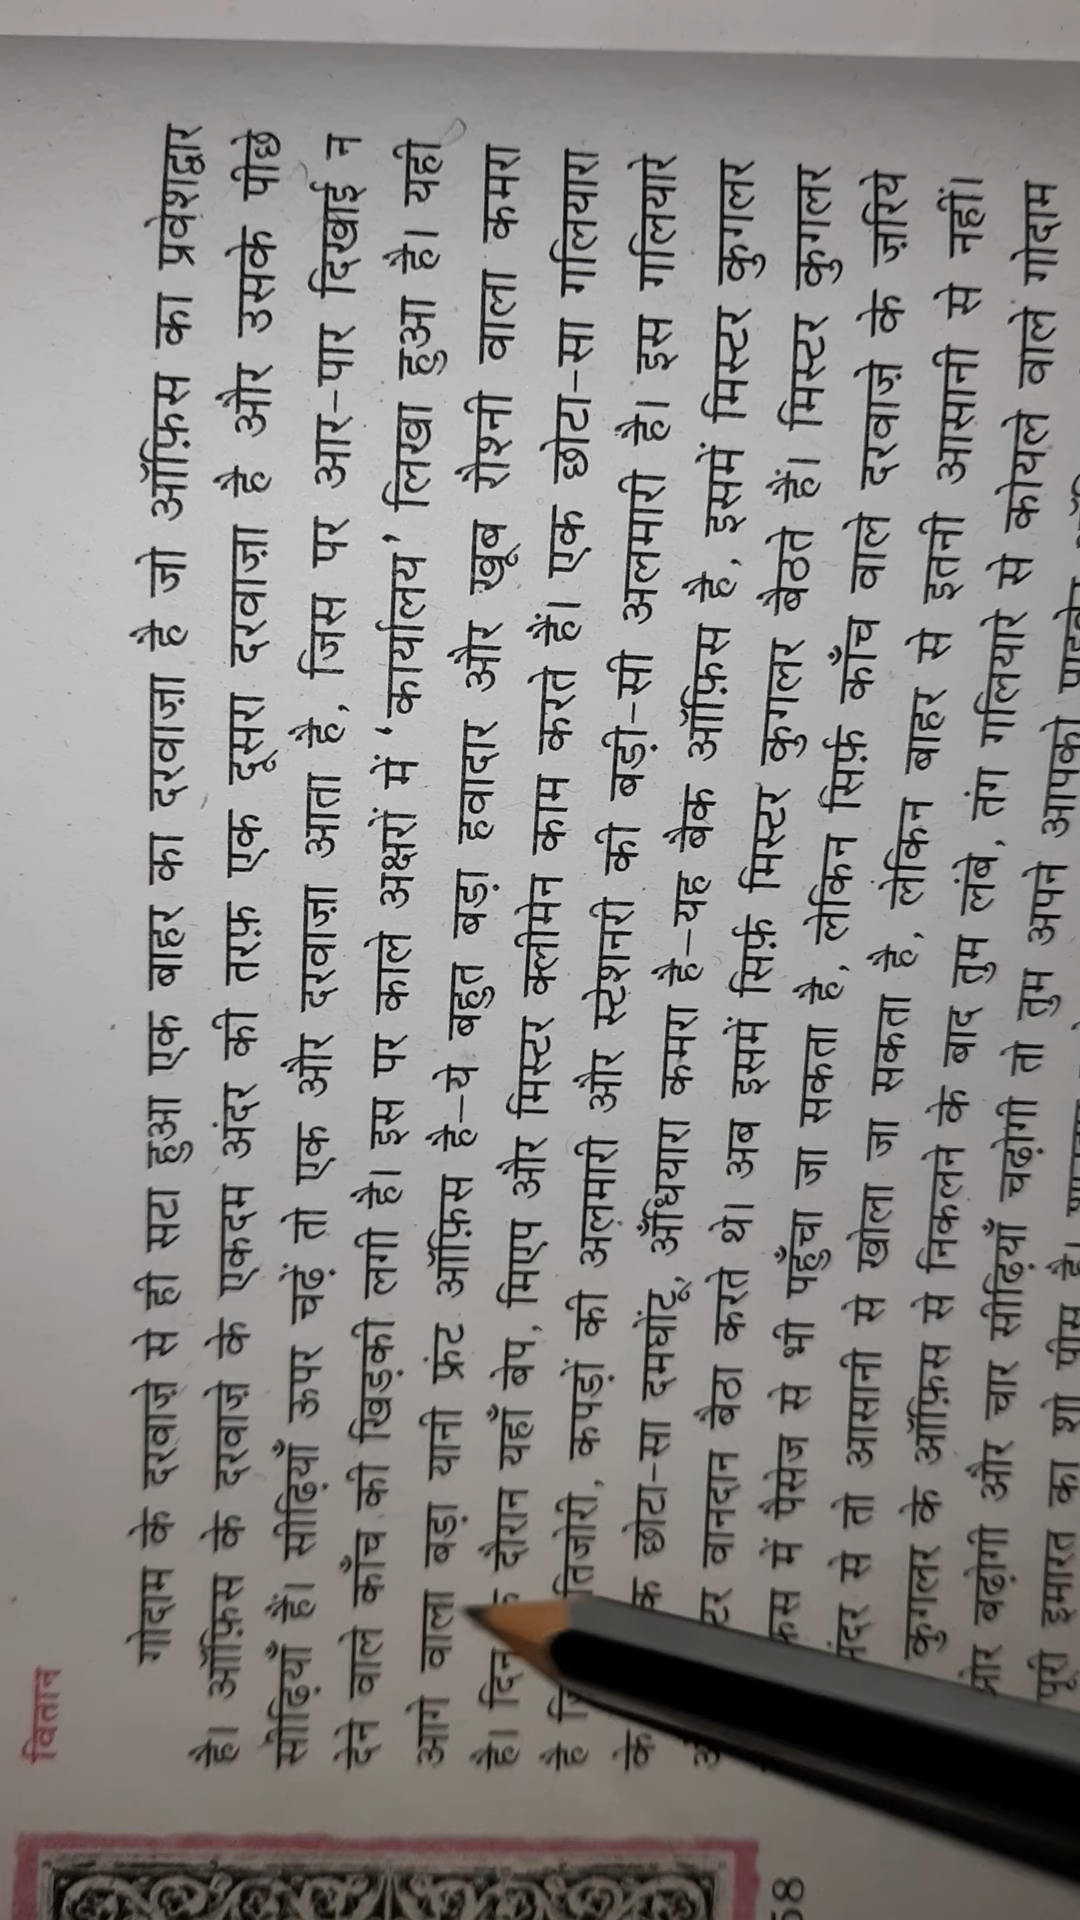 वितान
गोदाम के दरवाज़े से ही सटा हुआ एक बाहर का दरवाज़ा है जो ऑफ़िस का प्रवेशद्वार
है। ऑफ़िस के दरवाज़े के एकदम अंदर की तरफ़ एक दूसरा दरवाज़ा है और उसके पीछे
सीढ़ियाँ हैं। सीढ़ियाँ ऊपर चढ़ें तो एक और दरवाज़ा आता है, जिस पर आर-पार दिखाई न
देने वाले काँच की खिड़की लगी है। इस पर काले अक्षरों में ‘कार्यालय’ लिखा हुआ है। यही
आगे वाला बड़ा यानी फ्रंट ऑफ़िस है—ये बहुत बड़ा हवादार और खूब रौश्नी वाला कमरा
है। दिन दौरान यहाँ बेप, मिएप और मिस्टर क्लीमेन काम करते हैं। एक छोटा-सा गलियारा
है तिजोरी, कपड़ों की अलमारी और स्टेशनरी की बड़ी-सी अलमारी है। इस गलियारे
के छोटा-सा दमघोंटू, अँधियारा कमरा है—यह बैक ऑफ़िस है, इसमें मिस्टर कुगलर
वानदान बैठा करते थे। अब इसमें सिर्फ़ मिस्टर कुगलर बैठते हैं। मिस्टर कुगलर
में पैसेज से भी पहुँचा जा सकता है, लेकिन सिर्फ़ काँच वाले दरवाज़े के ज़रिये
से तो आसानी से खोला जा सकता है, लेकिन बाहर से इतनी आसानी से नहीं।
कुगलर के ऑफ़िस से निकलने के बाद तुम लंबे, तंग गलियारे से कोयले वाले गोदाम
बढ़ोगी और चार सीढ़ियाँ चढ़ोगी तो तुम अपने आपको
पूरी इमारत का शो पीस है।
58